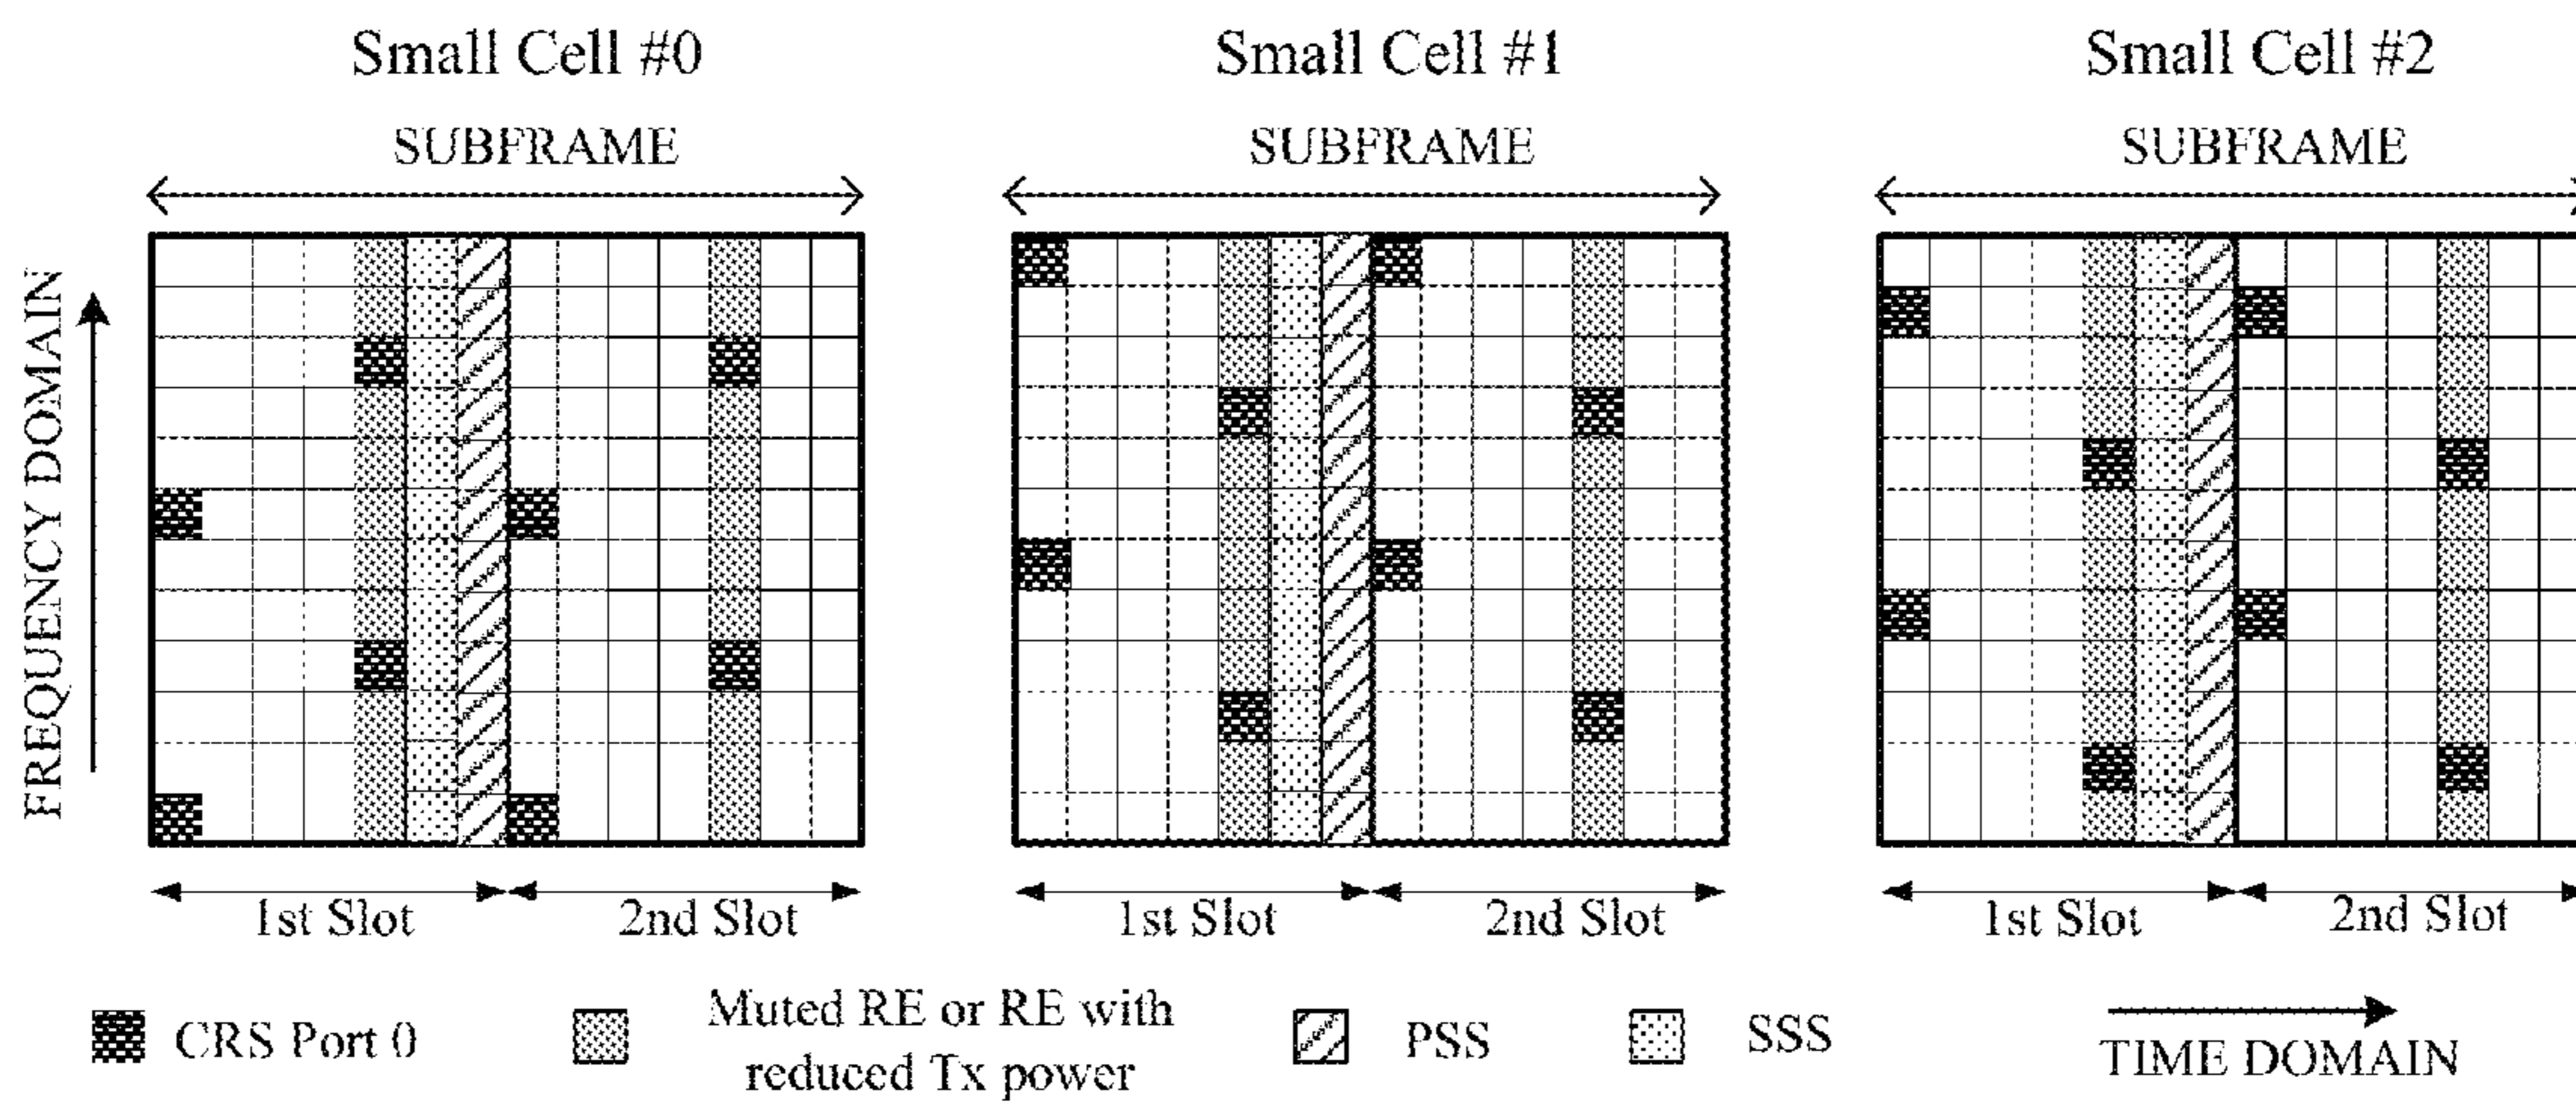 Small Cell #0
Small Cell #1
Small Cell #2
SUBFRAME
SUBFRAME
SUBFRAME
FREQUENCY DOMAIN
1st Slot
2nd Slot
1st Slot
2nd Slot
1st Slot
2nd Slot
CRS Port 0
Muted RE or RE with
reduced Tx power
PSS
SSS
TIME DOMAIN